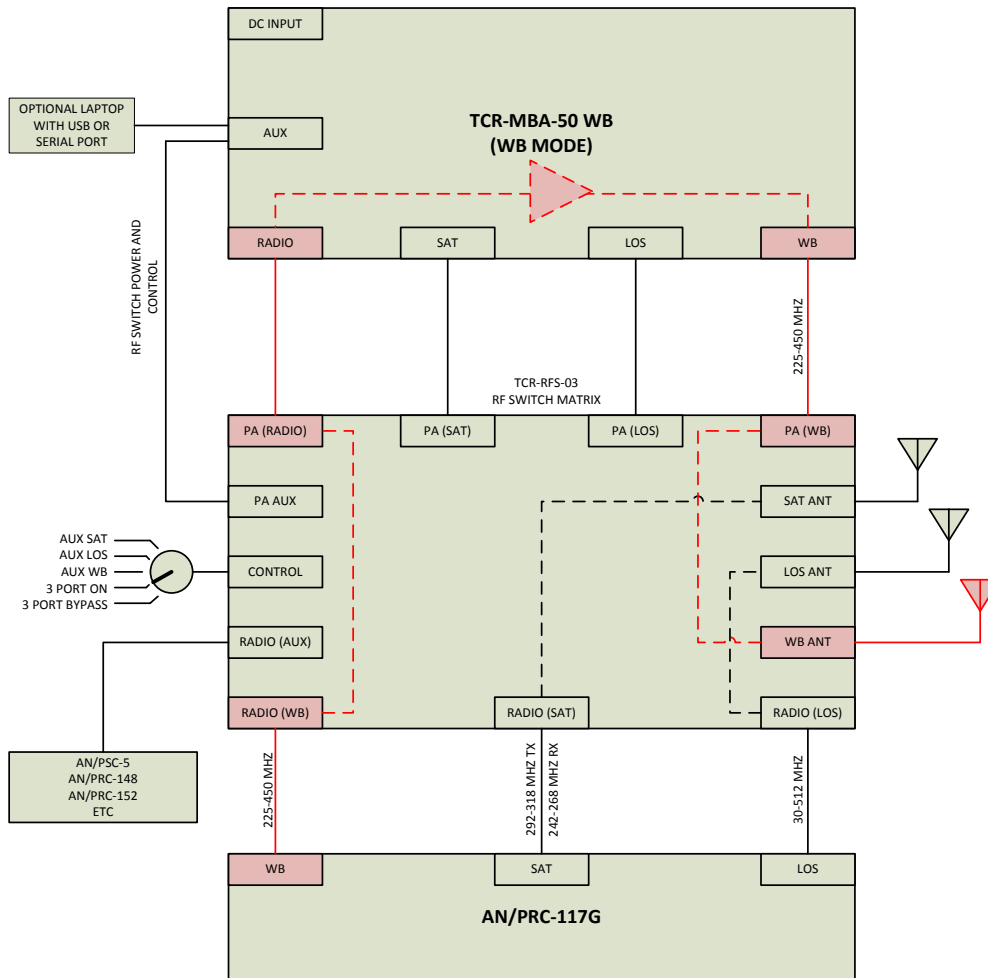 DC INPUT
OPTIONAL LAPTOP
WITH USB OR
SERIAL PORT
AUX
TCR-MBA-50 WB
(WB MODE)
RADIO
SAT
LOS
WB
RF SWITCH POWER AND
CONTROL
225-450 MHZ
TCR-RFS-03
RF SWITCH MATRIX
PA (RADIO)
PA (SAT)
PA (LOS)
PA (WB)
PA AUX
SAT ANT
AUX SAT
AUX LOS
AUX WB
3 PORT ON
3 PORT BYPASS
CONTROL
LOS ANT
RADIO (AUX)
WB ANT
RADIO (WB)
RADIO (SAT)
RADIO (LOS)
AN/PSC-5
AN/PRC-148
AN/PRC-152
ETC
225-450 MHZ
292-318 MHZ TX
242-268 MHZ RX
30-512 MHZ
WB
SAT
LOS
AN/PRC-117G